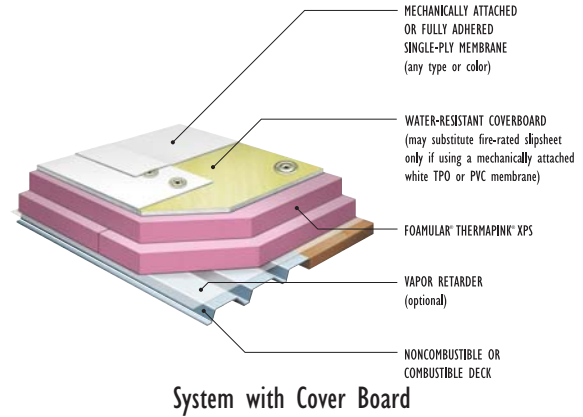 MECHANICALLY ATTACHED
OR FULLY ADHERED
SINGLE-PLY MEMBRANE
(any type or color)
WATER-RESISTANT COVERBOARD
(may substitute fire-rated slipsheet
only if using a mechanically attached
white TPO or PVC membrane)
FOAMULAR® THERMAPINK® XPS
VAPOR RETARDER
(optional)
NONCOMBUSTIBLE OR
COMBUSTIBLE DECK
System with Cover Board